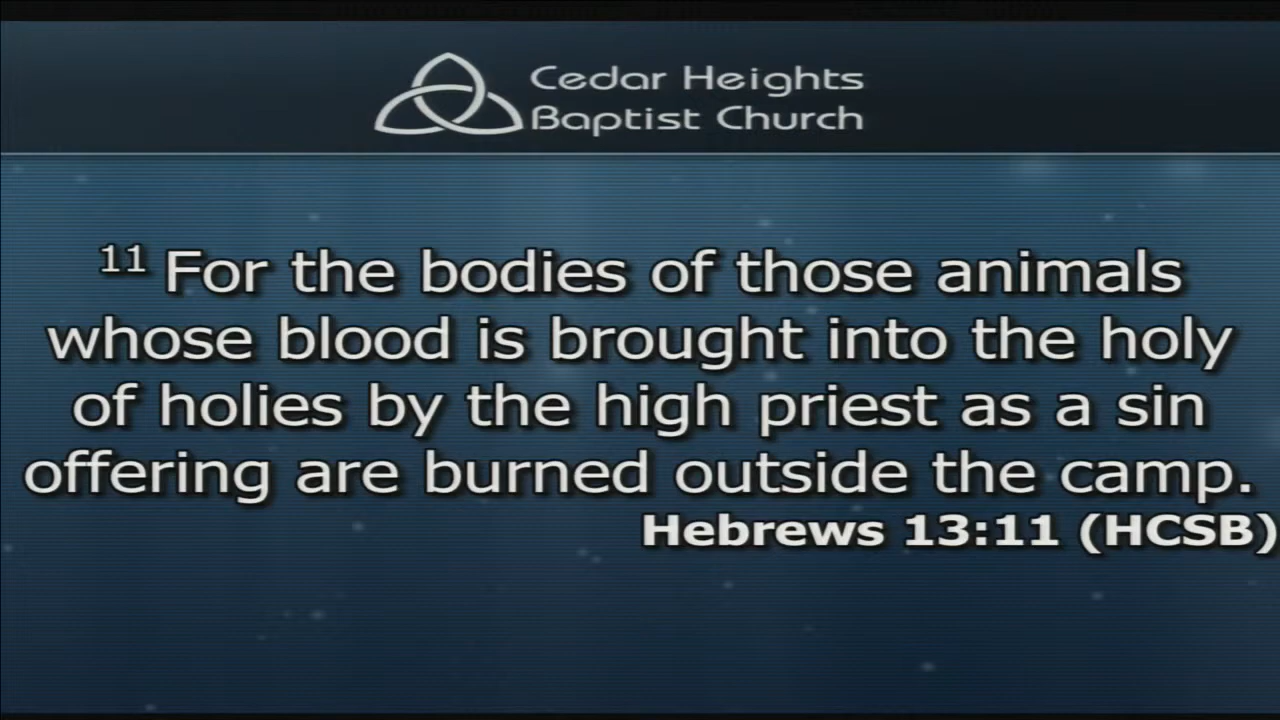 Cedar Heights
Baptist Church
11 For the bodies of those animals
whose blood is brought into the holy
of holies by the high priest as a sin
offering are burned outside the camp.
Hebrews 13:11 (HCSB)